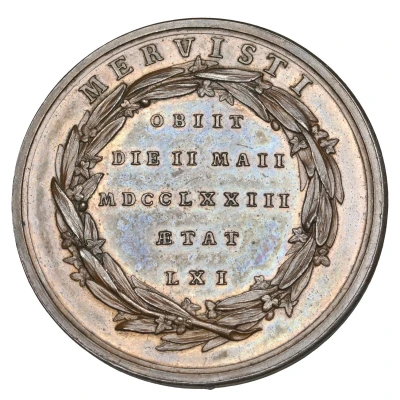 MERVISTI
OBIIT
DIE II MAII
MDCCLXXIII
ÆTAT
LXI